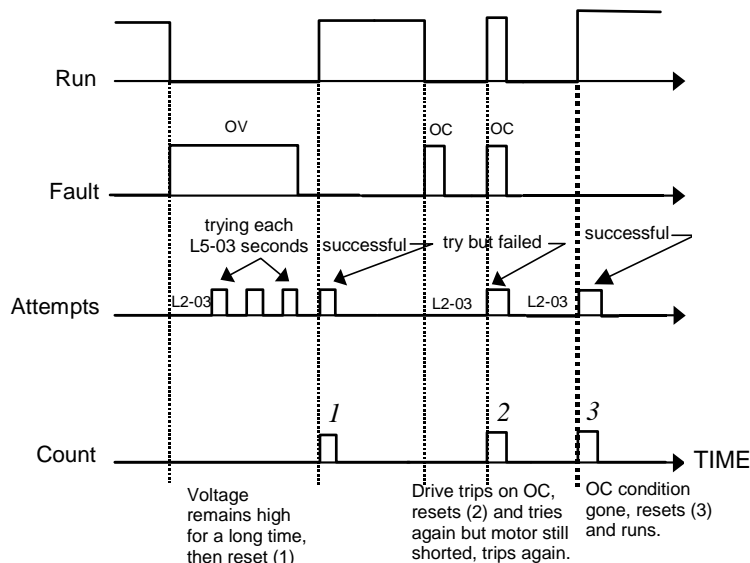 Run
OV
OC
OC
Fault
trying each
L5-03 seconds
successful
try but failed
successful
L2-03
L2-03
L2-03
Attempts
1
2
3
Count
TIME
Voltage
remains high
for a long time,
then reset (1)
Drive trips on OC,
resets (2) and tries
again but motor still
shorted, trips again.
OC condition
gone, resets (3)
and runs.